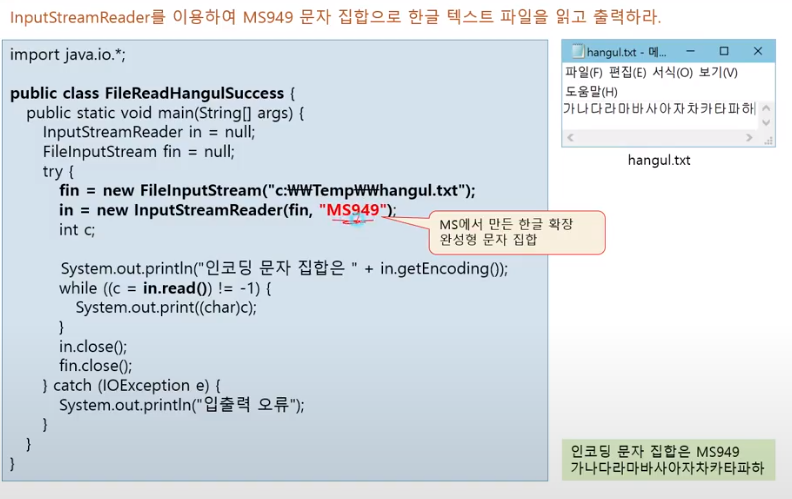 InputStreamReader를 이용하여 MS949 문자 집합으로 한글 텍스트 파일을 읽고 출력하라.
import java.io.*;
public class FileReadHangulSuccess {
public static void main(String[] args) {
InputStreamReader in = null;
FileInputStream fin = null;
try {
fin = new FileInputStream("c:₩₩Temp₩₩hangul.txt");
in = new InputStreamReader(fin, "MS949");
int c;
System.out.println("인코딩 문자 집합은 " + in.getEncoding());
while ((c = in.read()) != -1) {
System.out.print((char)c);
}
in.close();
fin.close();
} catch (IOException e) {
System.out.println("입출력 오류");
}
}
}
MS에서 만든 한글 확장
완성형 문자 집합
hangul.txt - 메...
파일(F) 편집(E) 서식(O) 보기(V)
도움말(H)
가나다라마바사아자차카타파하
hangul.txt
인코딩 문자 집합은 MS949
가나다라마바사아자차카타파하